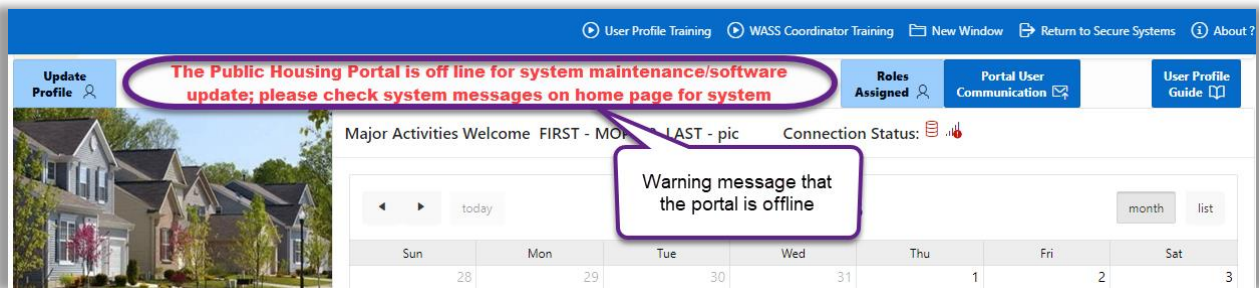 User Profile Training WASS Coordinator Training New Window Return to Secure Systems About ?
Update
Profile
The Public Housing Portal is off line for system maintenance/software
update; please check system messages on home page for system
Roles
Assigned
Portal User
Communication
User Profile
Guide
Major Activities Welcome FIRST - LAST - pic Connection Status:
Warning message that
the portal is offline
today
month list
Sun Mon Tue Wed Thu Fri Sat
28 29 30 31 1 2 3